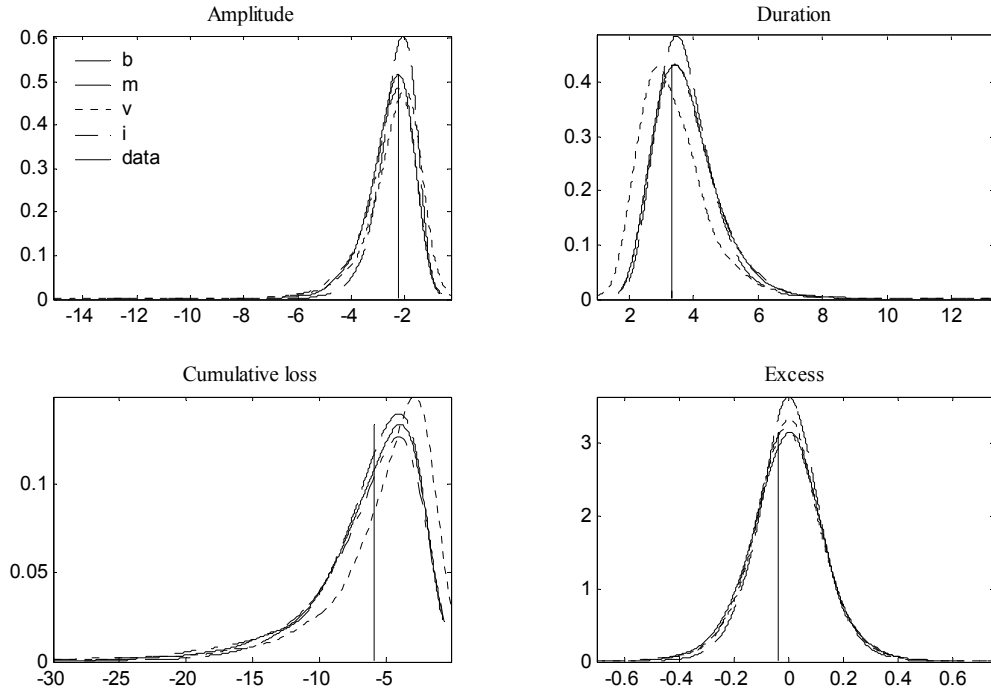 Amplitude
0.6
0.5
0.4
0.3
0.2
0.1
0
-14 -12 -10 -8 -6 -4 -2
b
m
v
i
data
Duration
0.4
0.3
0.2
0.1
0
2 4 6 8 10 12
Cumulative loss
0.1
0.05
0
-30 -25 -20 -15 -10 -5
Excess
3
2
1
0
-0.6 -0.4 -0.2 0.0 0.2 0.4 0.6